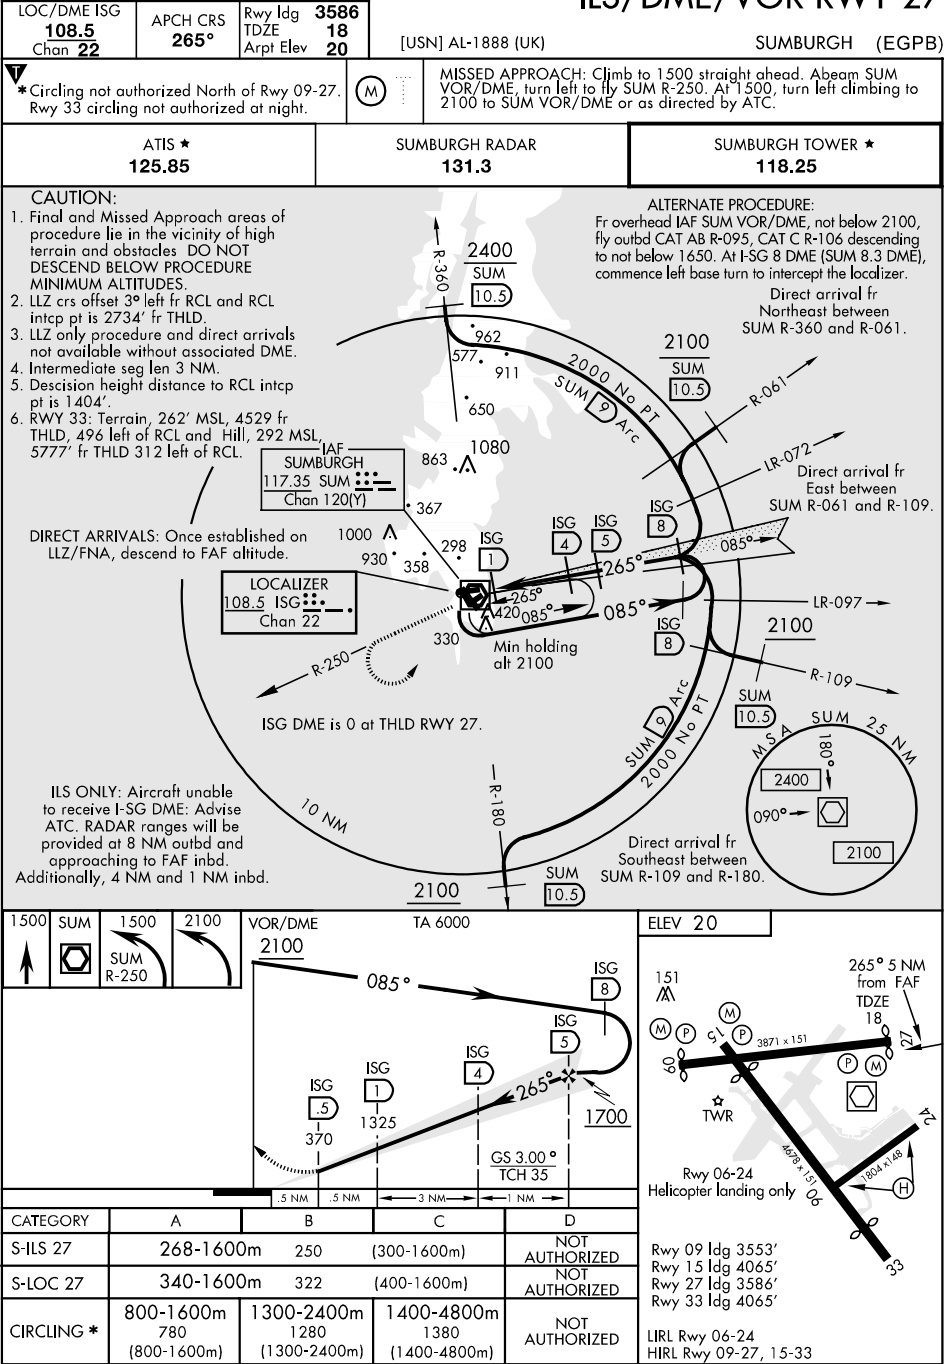 ILS/DME/VOR RWY 27
LOC/DME ISG
108.5
Chan 22
APCH CRS
265°
Rwy ldg 3586
TDZE 18
Arpt Elev 20
[USN] AL-1888 (UK)
SUMBURGH (EGPB)
T
* Circling not authorized North of Rwy 09-27.
Rwy 33 circling not authorized at night.
M
MISSED APPROACH: Climb to 1500 straight ahead. Abeam SUM
VOR/DME, turn left to fly SUM R-250. At 1500, turn left climbing to
2100 to SUM VOR/DME or as directed by ATC.
ATIS ★
125.85
SUMBURGH RADAR
131.3
SUMBURGH TOWER ★
118.25
CAUTION:
1. Final and Missed Approach areas of
procedure lie in the vicinity of high
terrain and obstacles DO NOT
DESCEND BELOW PROCEDURE
MINIMUM ALTITUDES.
2. LLZ crs offset 3° left fr RCL and RCL
intcp pt is 2734' fr THLD.
3. LLZ only procedure and direct arrivals
not available without associated DME.
4. Intermediate seg len 3 NM.
5. Descision height distance to RCL intcp
pt is 1404'.
6. RWY 33: Terrain, 262' MSL, 4529 fr
THLD, 496 left of RCL and Hill, 292 MSL,
5777' fr THLD 312 left of RCL.
ALTERNATE PROCEDURE:
Fr overhead IAF SUM VOR/DME, not below 2100,
fly outbd CAT AB R-095, CAT C R-106 descending
to not below 1650. At I-SG 8 DME (SUM 8.3 DME),
commence left base turn to intercept the localizer.
Direct arrival fr
Northeast between
SUM R-360 and R-061.
R-360
2400
SUM
10.5
962
577
911
650
2000 No PT
SUM 9 Arc
2100
SUM
10.5
R-061
LR-072
Direct arrival fr
East between
SUM R-061 and R-109.
IAF
SUMBURGH
117.35 SUM
Chan 120(Y)
863
1080
367
1000
930
358
298
DIRECT ARRIVALS: Once established on
LLZ/FNA, descend to FAF altitude.
ISG
1
ISG
4
ISG
5
ISG
8
085°
265°
LOCALIZER
108.5 ISG
Chan 22
265°
420
085°
085°
LR-097
330
Min holding
alt 2100
ISG
8
2100
SUM
10.5
R-109
R-250
ISG DME is 0 at THLD RWY 27.
SUM 9 Arc
2000 No PT
MSA SUM 25 NM
180°
2400
090°
2100
ILS ONLY: Aircraft unable
to receive I-SG DME: Advise
ATC. RADAR ranges will be
provided at 8 NM outbd and
approaching to FAF inbd.
Additionally, 4 NM and 1 NM inbd.
10 NM
R-180
2100
SUM
10.5
Direct arrival fr
Southeast between
SUM R-109 and R-180.
1500
SUM
1500
SUM
R-250
2100
VOR/DME
TA 6000
2100
085°
ISG
8
ISG
5
ISG
4
ISG
1
1325
ISG
.5
370
265°
1700
GS 3.00°
TCH 35
.5 NM
.5 NM
3 NM
1 NM
ELEV 20
151
265° 5 NM
from FAF
TDZE
18
M
P
M
P
15
3871 x 151
27
09
P
M
TWR
24
4678 x 151
1804 x 148
06
H
Rwy 06-24
Helicopter landing only
33
Rwy 09 ldg 3553'
Rwy 15 ldg 4065'
Rwy 27 ldg 3586'
Rwy 33 ldg 4065'
LIRL Rwy 06-24
HIRL Rwy 09-27, 15-33
CATEGORY A B C D
S-ILS 27 268-1600m 250 (300-1600m) NOT AUTHORIZED
S-LOC 27 340-1600m 322 (400-1600m) NOT AUTHORIZED
CIRCLING * 800-1600m 1300-2400m 1400-4800m NOT AUTHORIZED
780 1280 1380
(800-1600m) (1300-2400m) (1400-4800m)